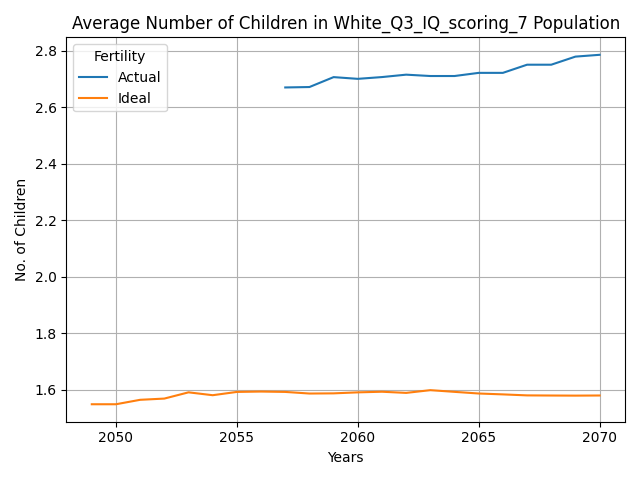 Average Number of Children in White_Q3_IQ_scoring_7 Population
Fertility
Actual
Ideal
No. of Children
2.8
2.6
2.4
2.2
2.0
1.8
1.6
2050 2055 2060 2065 2070
Years